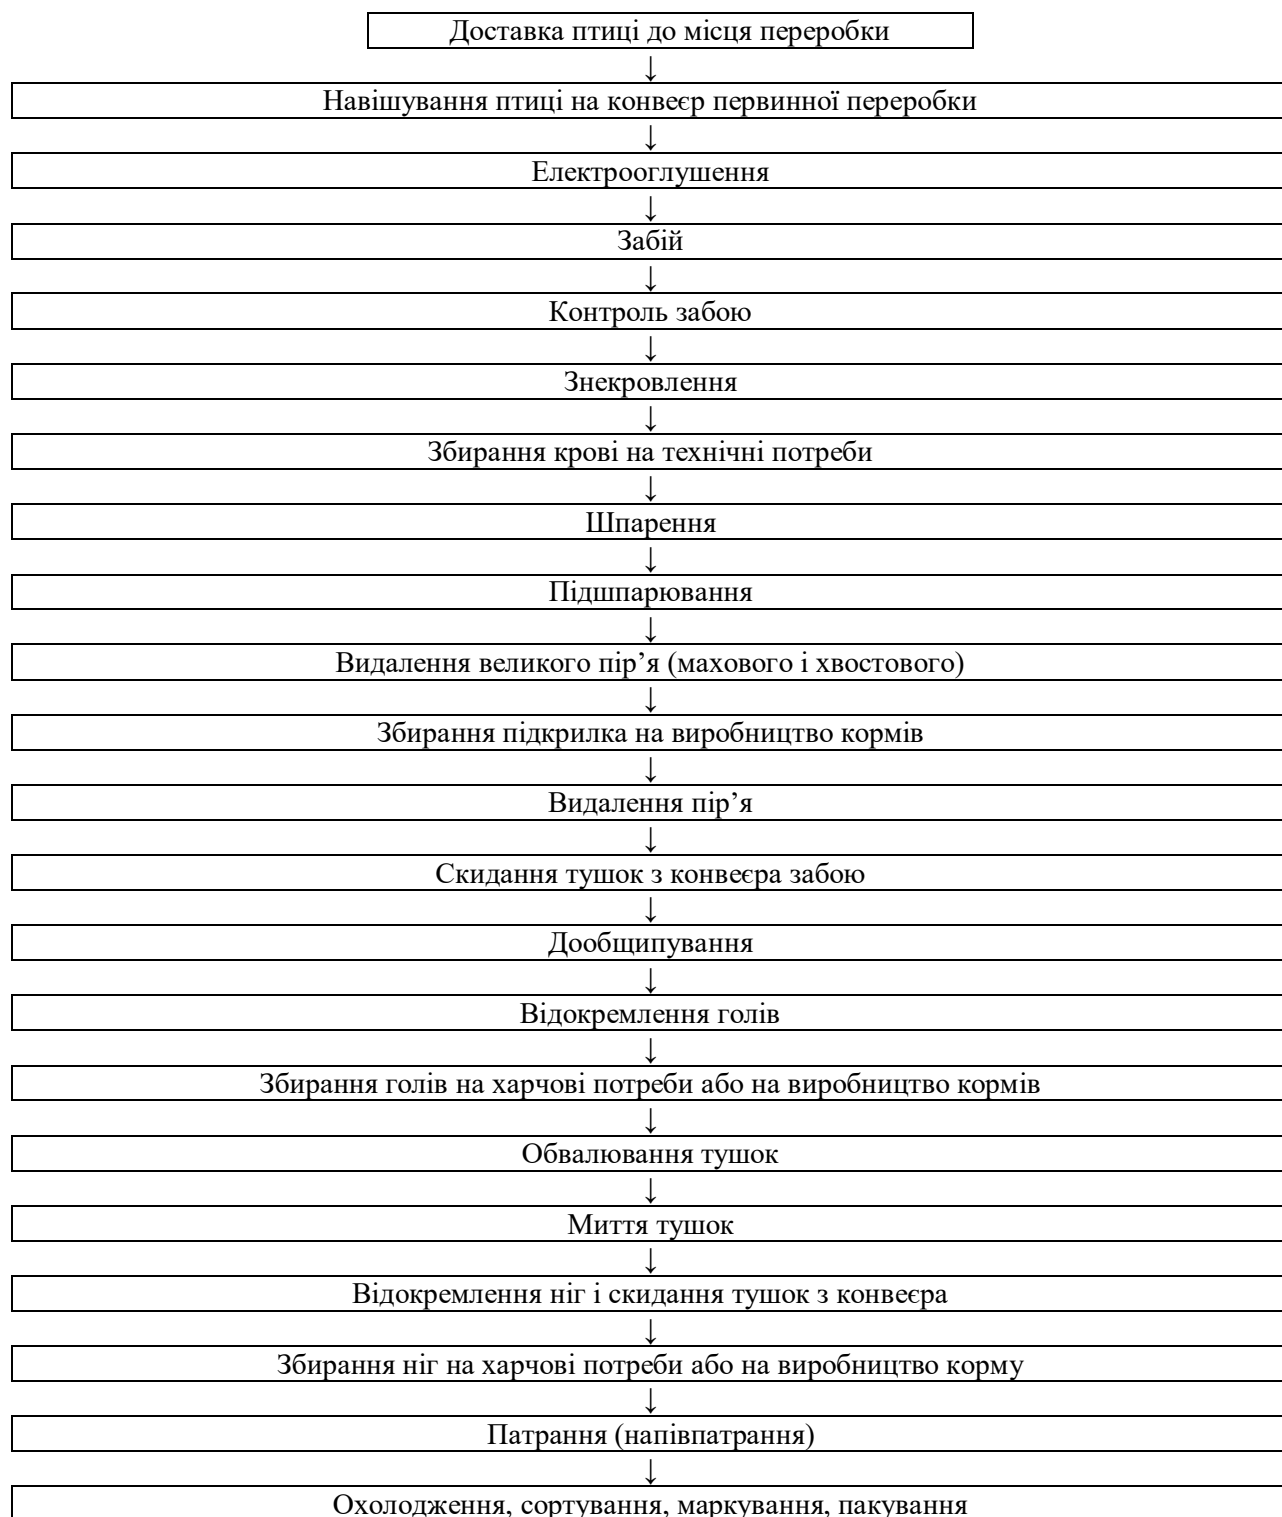 Доставка птиці до місця переробки
↓
Навішування птиці на конвеєр первинної переробки
↓
Електрооглушення
↓
Забій
↓
Контроль забою
↓
Знекровлення
↓
Збирання крові на технічні потреби
↓
Шпарення
↓
Підшпарювання
↓
Видалення великого пір’я (махового і хвостового)
↓
Збирання підкрилка на виробництво кормів
↓
Видалення пір’я
↓
Скидання тушок з конвеєра забою
↓
Дообщипування
↓
Відокремлення голів
↓
Збирання голів на харчові потреби або на виробництво кормів
↓
Обвалювання тушок
↓
Миття тушок
↓
Відокремлення ніг і скидання тушок з конвеєра
↓
Збирання ніг на харчові потреби або на виробництво корму
↓
Патрання (напівпатрання)
↓
Охолодження, сортування, маркування, пакування